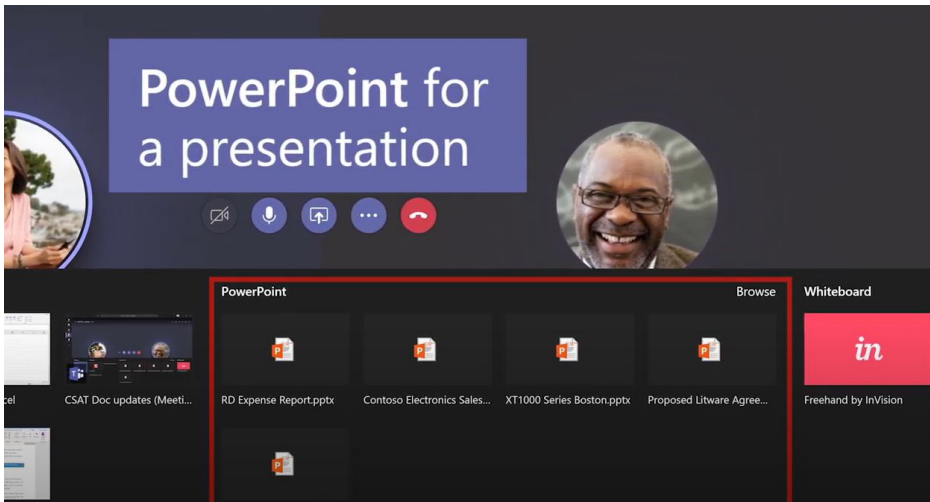 PowerPoint for
a presentation
PowerPoint
Browse
Whiteboard
in
cel
CSAT Doc updates (Meeti...
RD Expense Report.pptx
Contoso Electronics Sales...
XT1000 Series Boston.pptx
Proposed Litware Agree...
Freehand by InVision